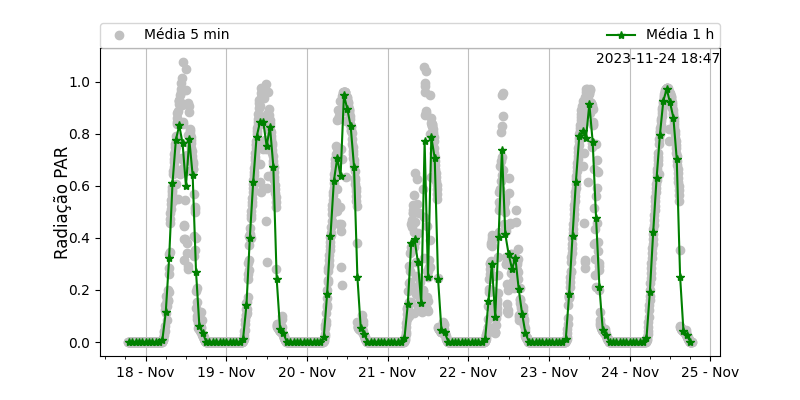 Média 5 min
Média 1 h
2023-11-24 18:47
Radiação PAR
1.0
0.8
0.6
0.4
0.2
0.0
18 - Nov
19 - Nov
20 - Nov
21 - Nov
22 - Nov
23 - Nov
24 - Nov
25 - Nov